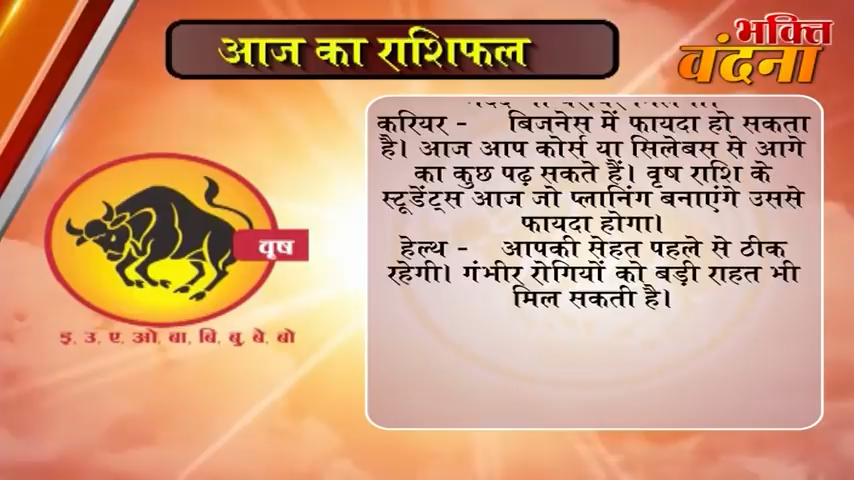 आज का राशिफल
भक्ति
वंदना
करियर - बिजनेस में फायदा हो सकता
है। आज आप कोर्स या सिलेबस से आगे
का कुछ पढ़ सकते हैं। वृष राशि के
स्टूडेंट्स आज जो प्लानिंग बनाएंगे उससे
फायदा होगा।
हेल्थ - आपकी सेहत पहले से ठीक
रहेगी। गंभीर रोगियों को बड़ी राहत भी
मिल सकती है।
वृष
इ, उ, ए, ओ, बा, बि, बु, बे, बो